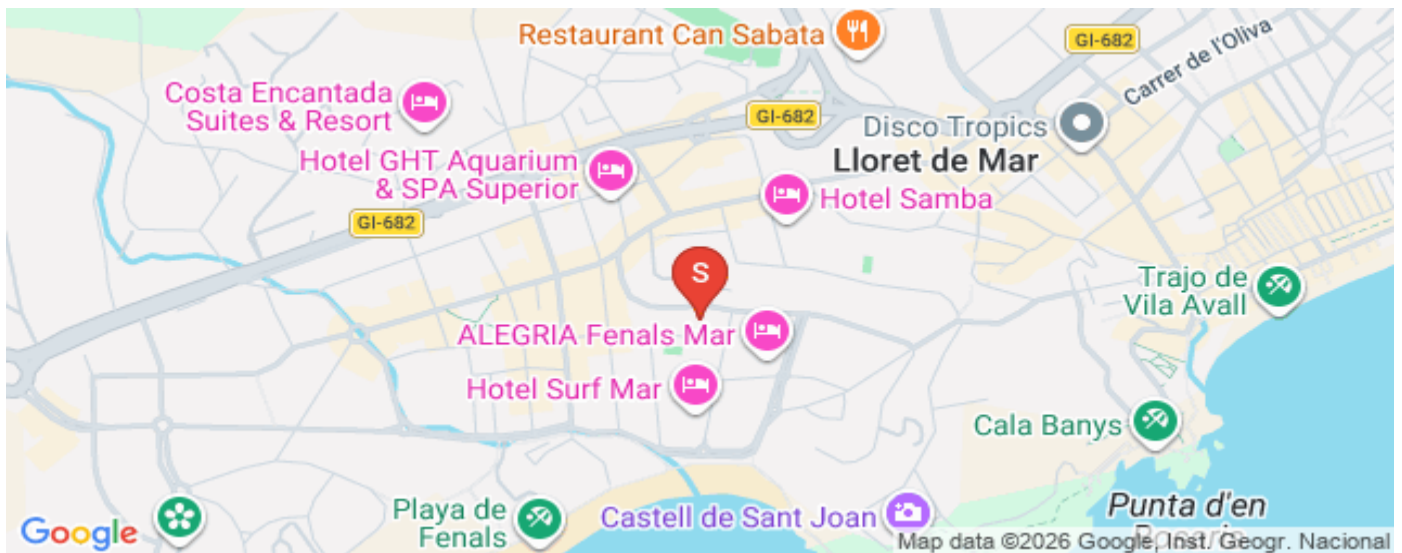 Restaurant Can Sabata
GI-682
Carrer de l'Oliva
Costa Encantada
Suites & Resort
GI-682
Disco Tropics
Lloret de Mar
Hotel GHT Aquarium
& SPA Superior
Hotel Samba
GI-682
S
Trajo de
Vila Avall
ALEGRIA Fenals Mar
Hotel Surf Mar
Cala Banys
Playa de
Fenals
Castell de Sant Joan
Punta d'en
Google
Map data ©2026 Google, Inst. Geogr. Nacional